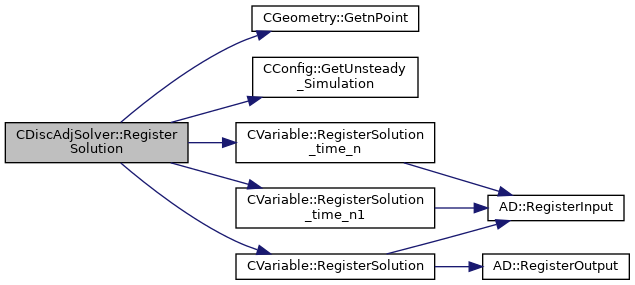 CDiscAdjSolver::Register
Solution
CGeometry::GetnPoint
CConfig::GetUnsteady
_Simulation
CVariable::RegisterSolution
_time_n
CVariable::RegisterSolution
_time_n1
CVariable::RegisterSolution
AD::RegisterInput
AD::RegisterOutput